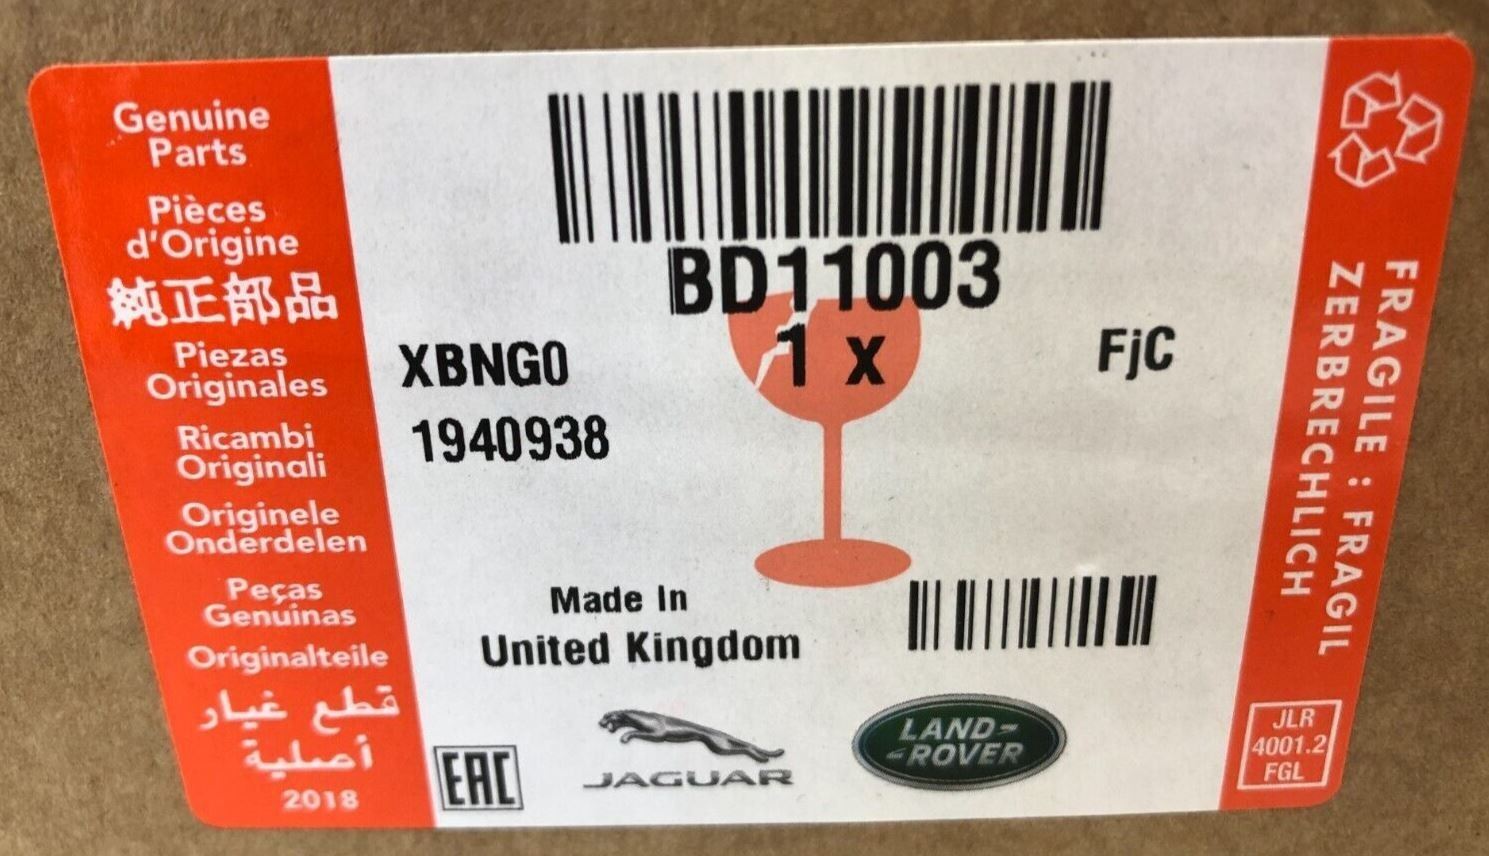 Genuine
Parts
Pièces
d'Origine
純正部品
Piezas
Originales
Ricambi
Originali
Originele
Onderdelen
Peças
Genuínas
Originalteile
قطع غيار
أصلية
2018
BD11003
XBNG0
1 x
FjC
1940938
Made In
United Kingdom
EAC
JAGUAR
LAND-
-ROVER
FRAGILE : FRAGIL
ZERBRECHLICH
JLR
4001.2
FGL